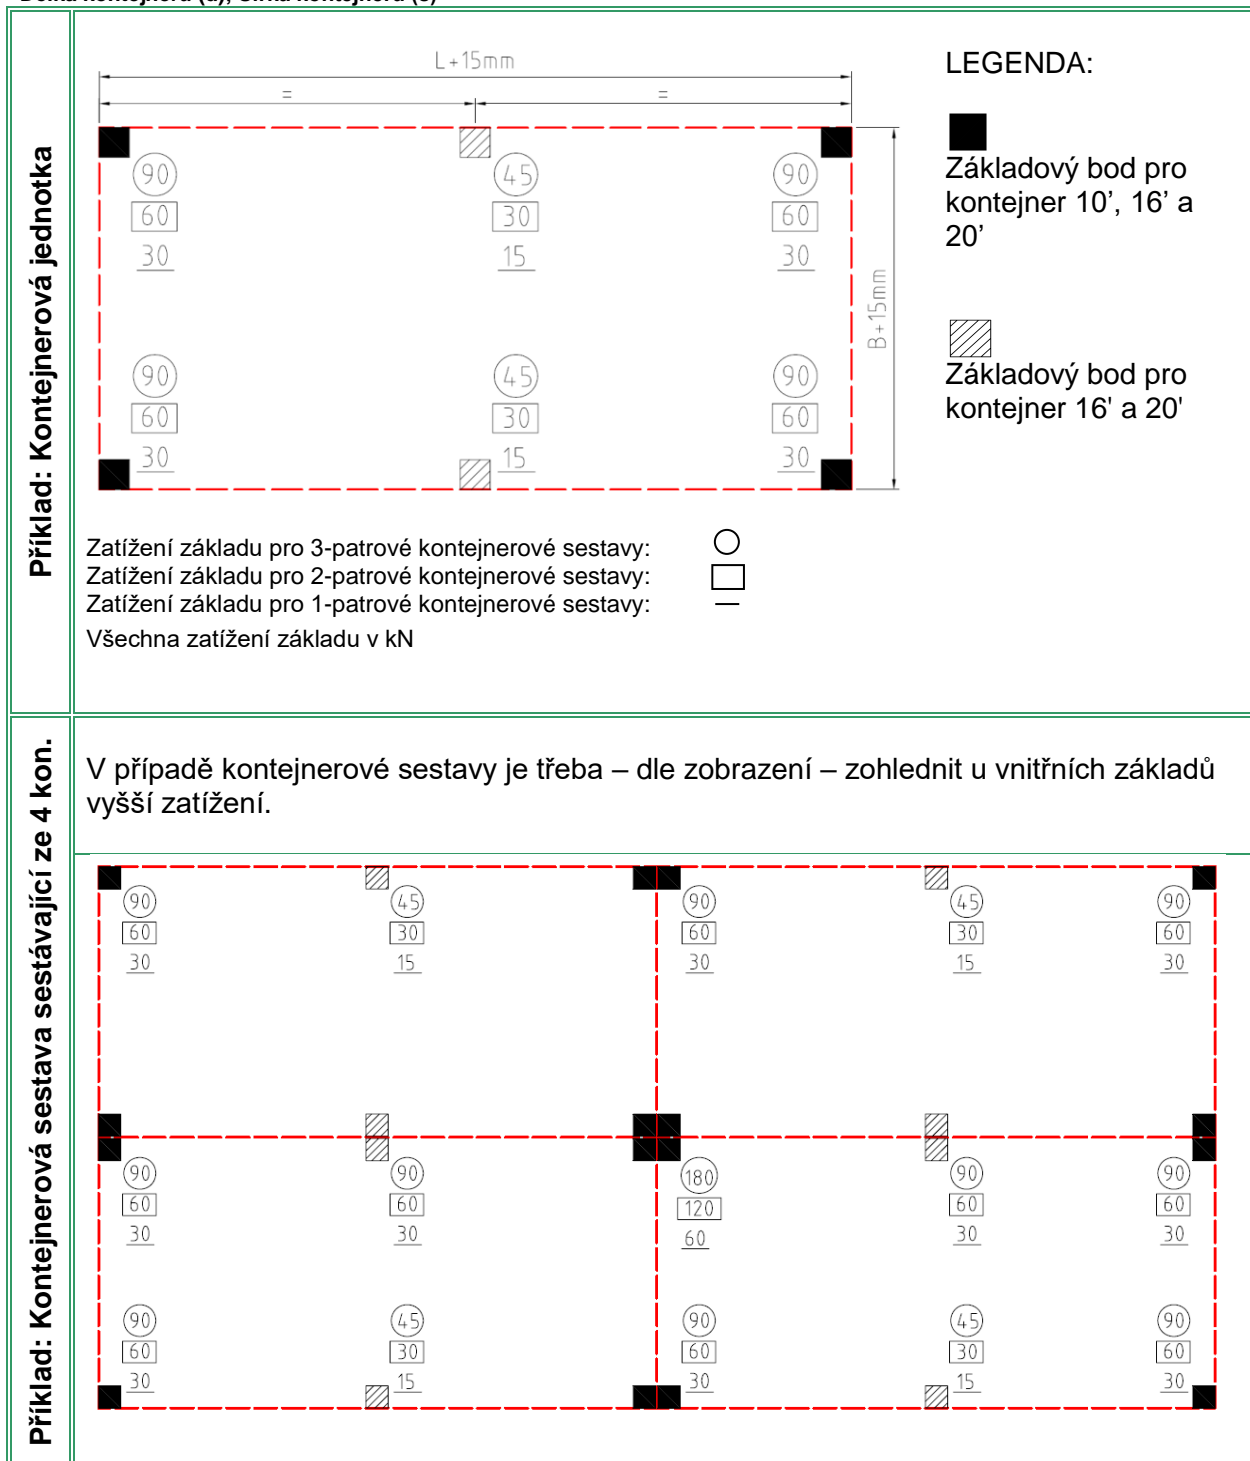 Příklad: Kontejnerová jednotka
L+15mm
= =
B+15mm
90 45 90
60 30 60
30 15 30
90 45 90
60 30 60
30 15 30
LEGENDA:
Základový bod pro
kontejner 10’, 16’ a
20’
Základový bod pro
kontejner 16' a 20'
Zatížení základu pro 3-patrové kontejnerové sestavy:
Zatížení základu pro 2-patrové kontejnerové sestavy:
Zatížení základu pro 1-patrové kontejnerové sestavy:
Všechna zatížení základu v kN
Příklad: Kontejnerová sestava sestávající ze 4 kon.
V případě kontejnerové sestavy je třeba – dle zobrazení – zohlednit u vnitřních základů
vyšší zatížení.
90 45 90 45 90
60 30 60 30 60
30 15 30 15 30
90 90 180 90 90
60 60 120 60 60
30 30 60 30 30
90 45 90 45 90
60 30 60 30 60
30 15 30 15 30